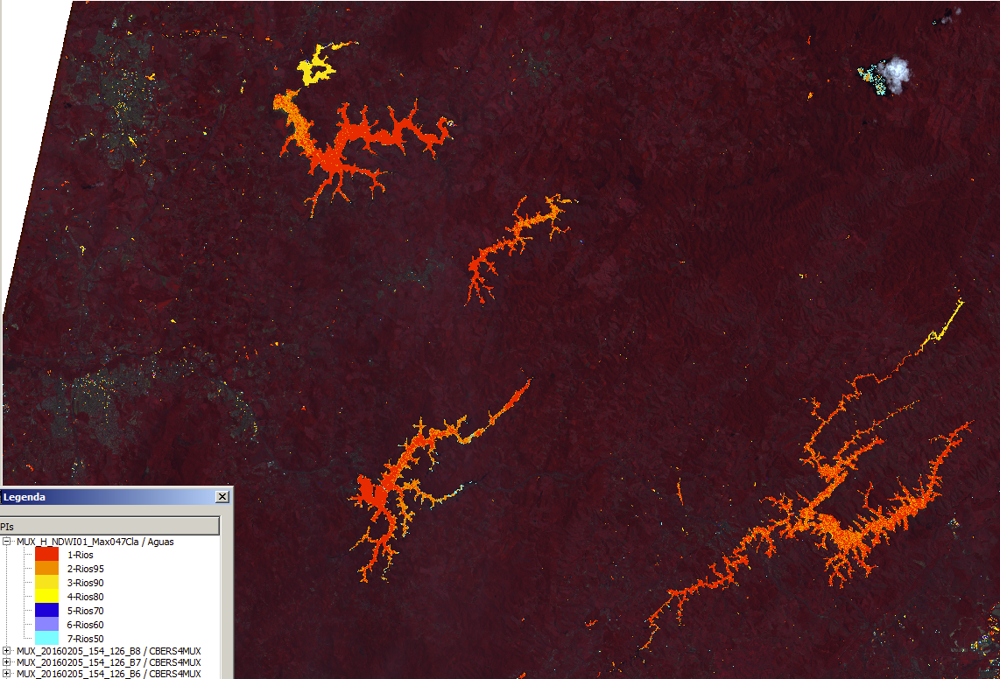 Legenda
PIs
MUX_H_NDWI01_Max047Cla / Aguas
1-Rios
2-Rios95
3-Rios90
4-Rios80
5-Rios70
6-Rios60
7-Rios50
MUX_20160205_154_126_B8 / CBERS4MUX
MUX_20160205_154_126_B7 / CBERS4MUX
MUX_20160205_154_126_B6 / CBERS4MUX